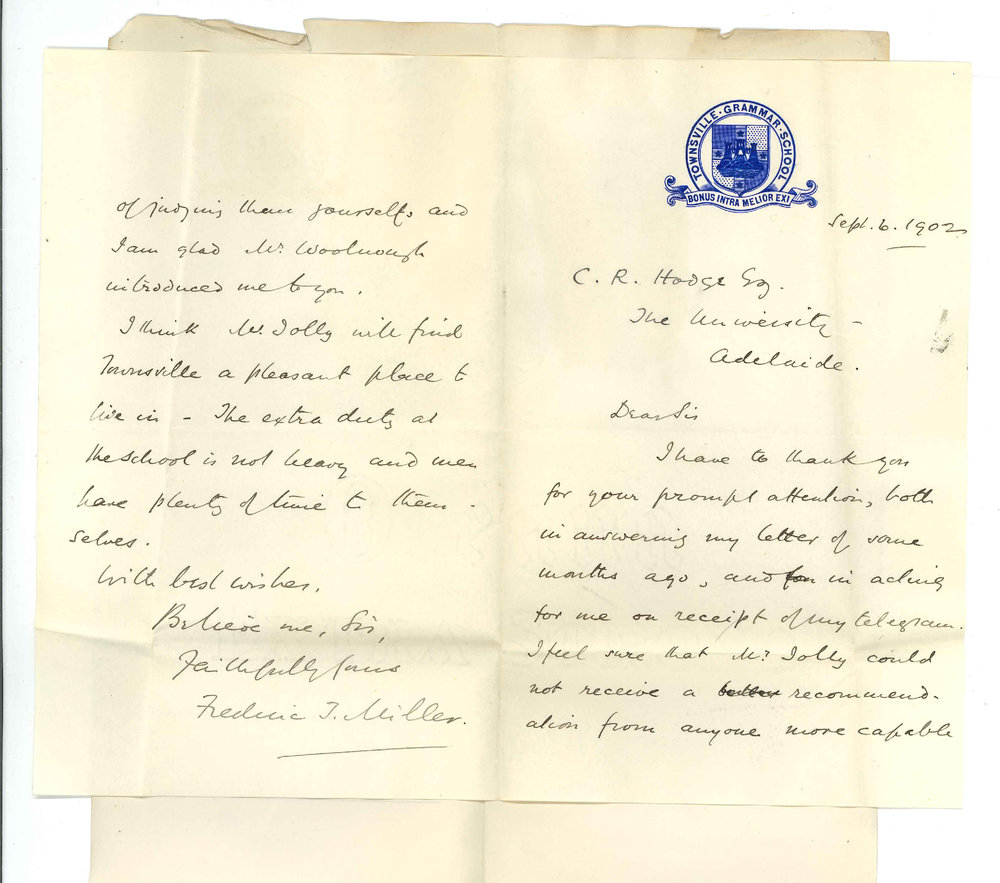 TOWNSVILLE·GRAMMAR·SCHOOL
BONUS INTRA MELIOR EXI
Sept. 6. 1902
C. R. Hodge Esq.
The University –
Adelaide.
Dear Sir
I have to thank you
for your prompt attention, both
in answering my letter of some
months ago, and for in acting
for me on receipt of my telegram.
I feel sure that Mr Jolly could
not receive a better recommend-
ation from anyone more capable
of judging than yourself, and
I am glad Mr. Woolnough
introduced me to you.
I think Mr. Jolly will find
Townsville a pleasant place to
live in – The extra duty at
the school is not heavy and men
have plenty of time to them-
selves.
With best wishes,
Believe me, Sir,
Faithfully yours
Frederic T. Miller.